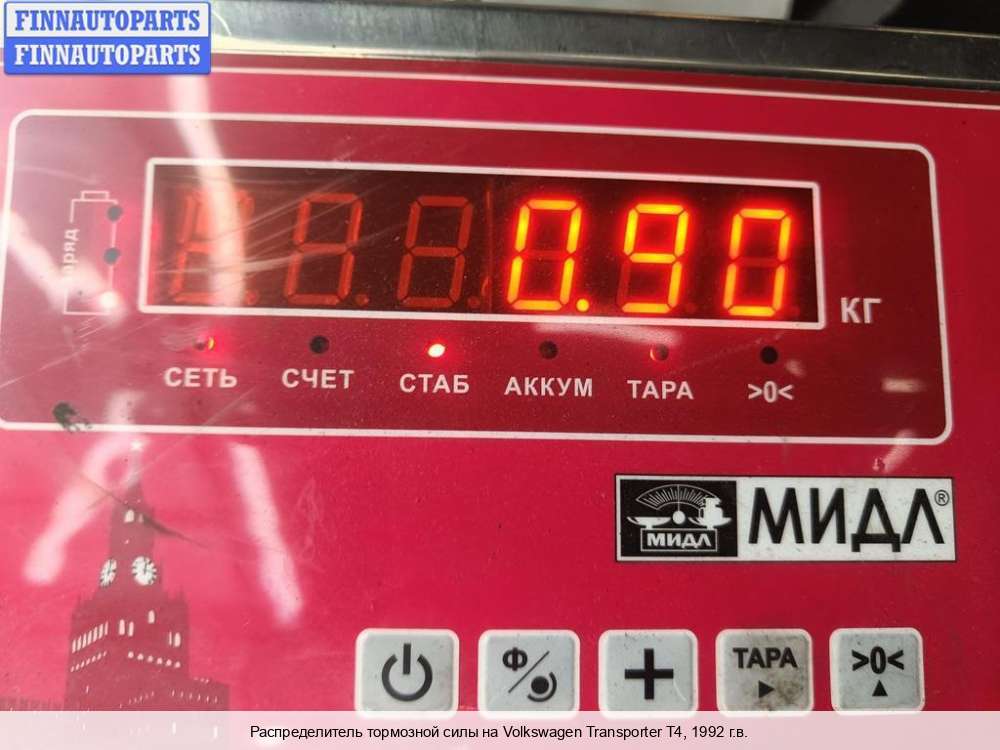 FINNAUTOPARTS
FINNAUTOPARTS
0.90
КГ
СЕТЬ СЧЕТ СТАБ АККУМ ТАРА >0<
МИДЛ МИДЛ®
Ф ТАРА >0<
Распределитель тормозной силы на Volkswagen Transporter T4, 1992 г.в.